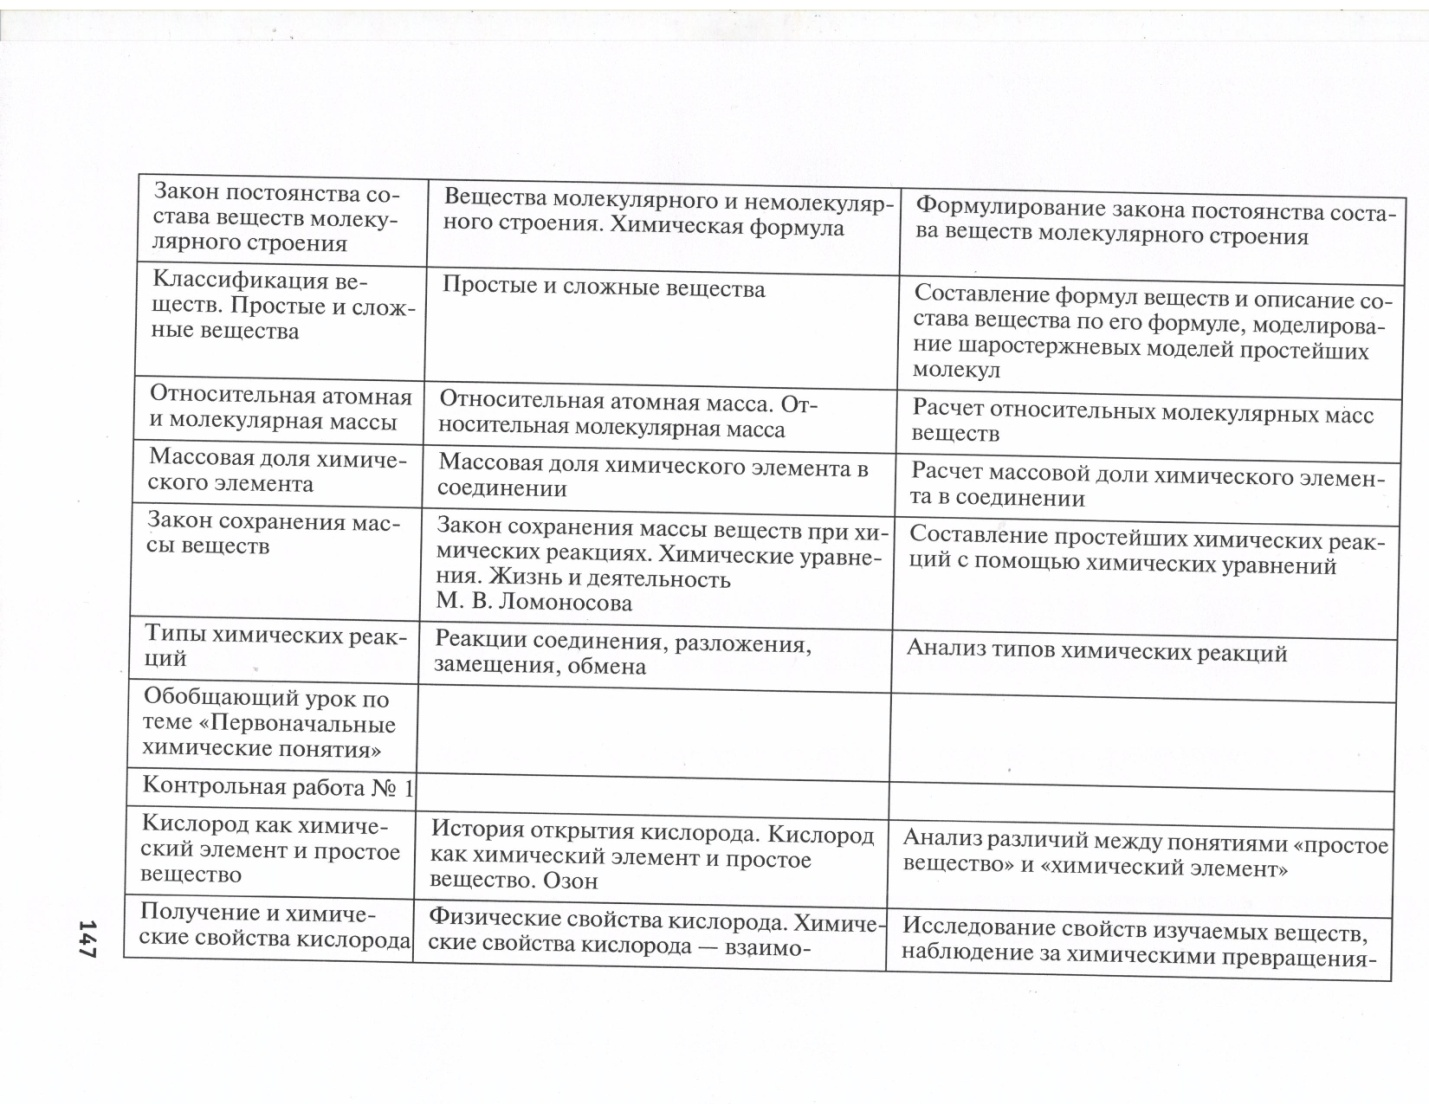 Закон постоянства со-
става веществ молеку-
лярного строения
Вещества молекулярного и немолекуляр-
ного строения. Химическая формула
Формулирование закона постоянства соста-
ва веществ молекулярного строения
Классификация ве-
ществ. Простые и слож-
ные вещества
Простые и сложные вещества
Составление формул веществ и описание со-
става вещества по его формуле, моделирова-
ние шаростержневых моделей простейших
молекул
Относительная атомная
и молекулярная массы
Относительная атомная масса. От-
носительная молекулярная масса
Расчет относительных молекулярных масс
веществ
Массовая доля химиче-
ского элемента
Массовая доля химического элемента в
соединении
Расчет массовой доли химического элемен-
та в соединении
Закон сохранения мас-
сы веществ
Закон сохранения массы веществ при хи-
мических реакциях. Химические уравне-
ния. Жизнь и деятельность
М. В. Ломоносова
Составление простейших химических реак-
ций с помощью химических уравнений
Типы химических реак-
ций
Реакции соединения, разложения,
замещения, обмена
Анализ типов химических реакций
Обобщающий урок по
теме «Первоначальные
химические понятия»
Контрольная работа № 1
Кислород как химиче-
ский элемент и простое
вещество
История открытия кислорода. Кислород
как химический элемент и простое
вещество. Озон
Анализ различий между понятиями «простое
вещество» и «химический элемент»
Получение и химиче-
ские свойства кислорода
Физические свойства кислорода. Химиче-
ские свойства кислорода — взаимо-
Исследование свойств изучаемых веществ,
наблюдение за химическими превращения-
147